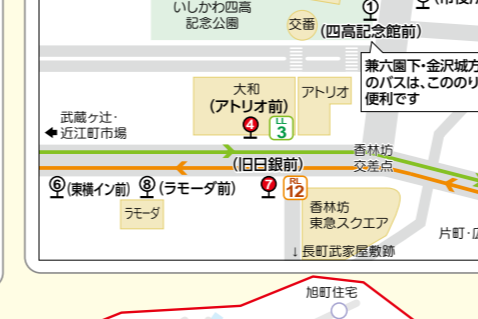 いしかわ四高
記念公園
交番
①
(四高記念館前)
兼六園下・金沢城方
のバスは、こののり
便利です
大和
(アトリオ前)
アトリオ
4
LL
3
武蔵ヶ辻・
近江町市場
香林坊
交差点
(旧日銀前)
⑥(東横イン前)
⑧(ラモーダ前)
7
RL
12
ラモーダ
香林坊
東急スクエア
片町・広
↓長町武家屋敷跡
旭町住宅